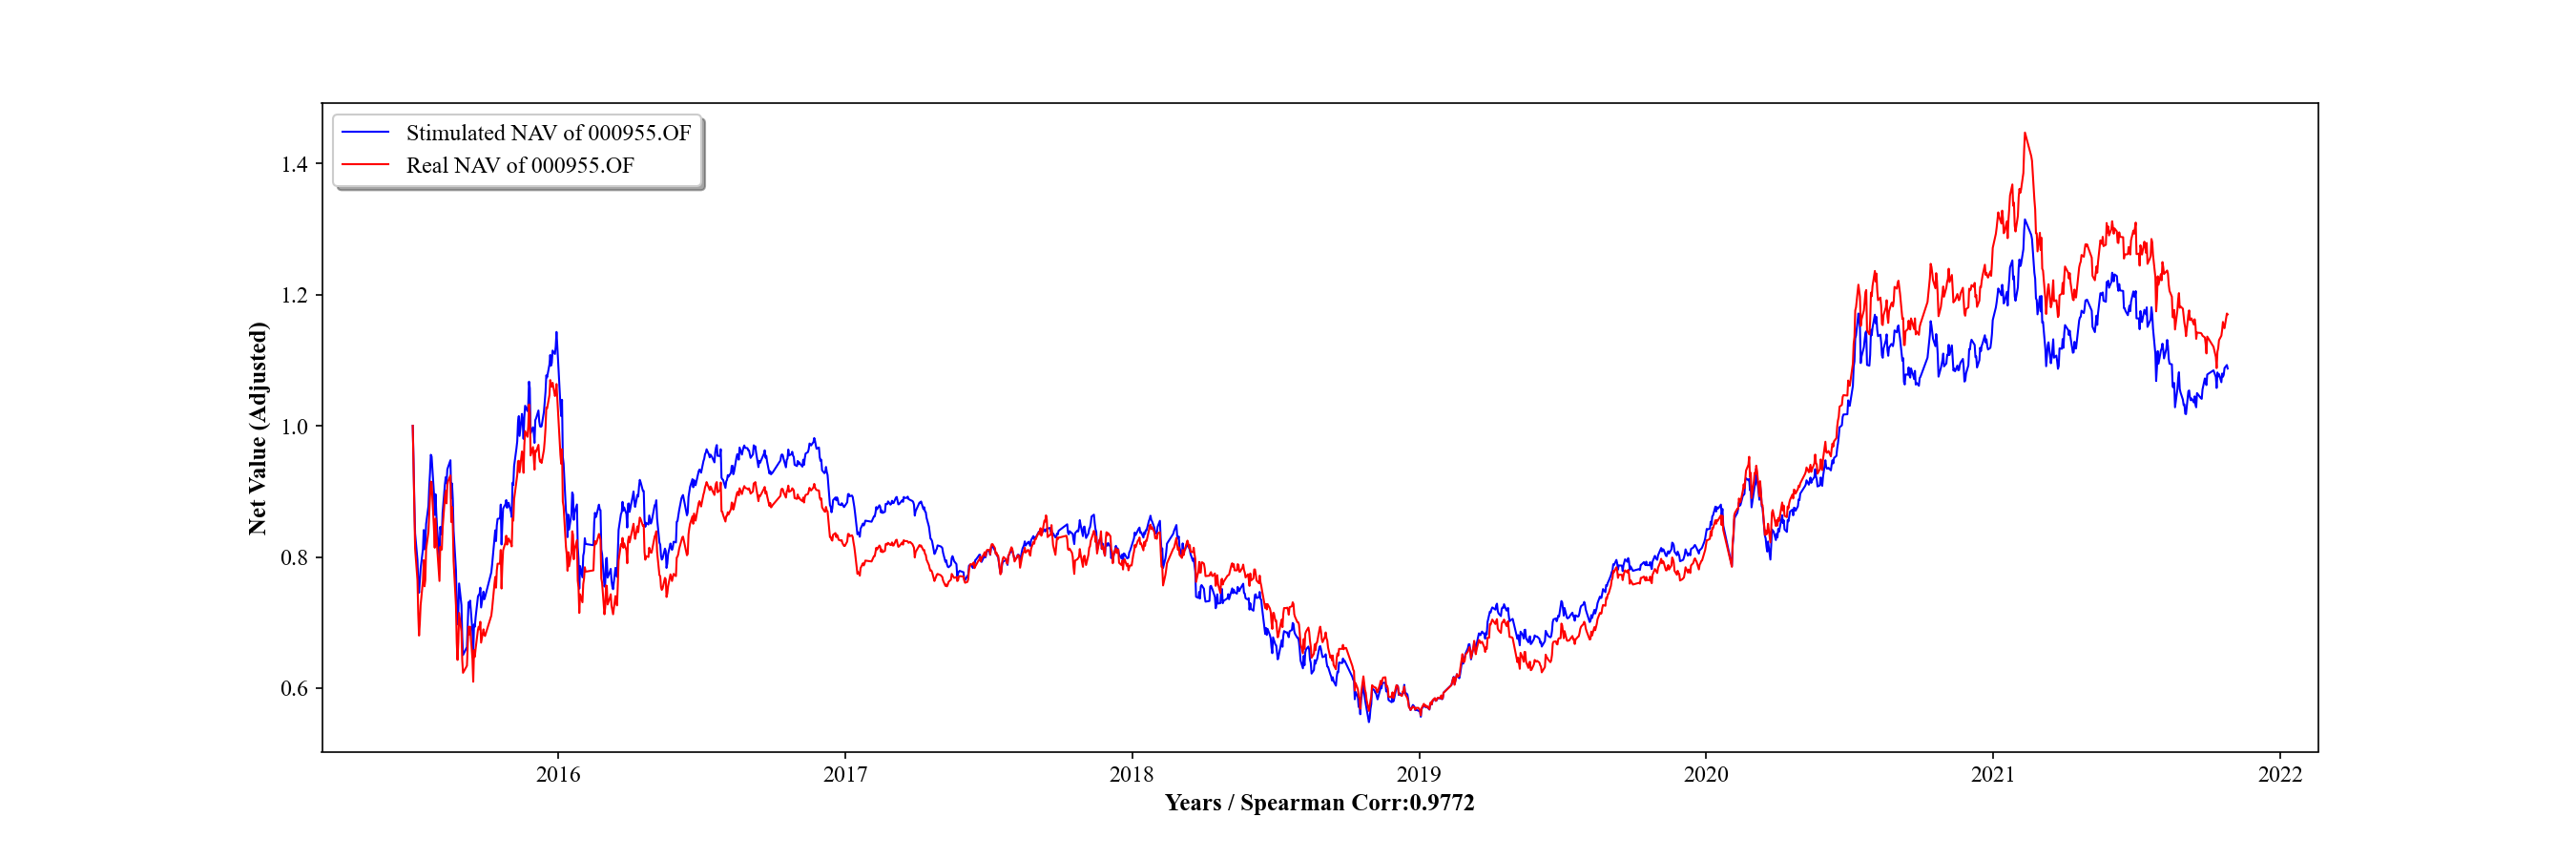 Stimulated NAV of 000955.OF
Real NAV of 000955.OF
1.4
1.2
1.0
0.8
0.6
Net Value (Adjusted)
2016 2017 2018 2019 2020 2021 2022
Years / Spearman Corr:0.9772